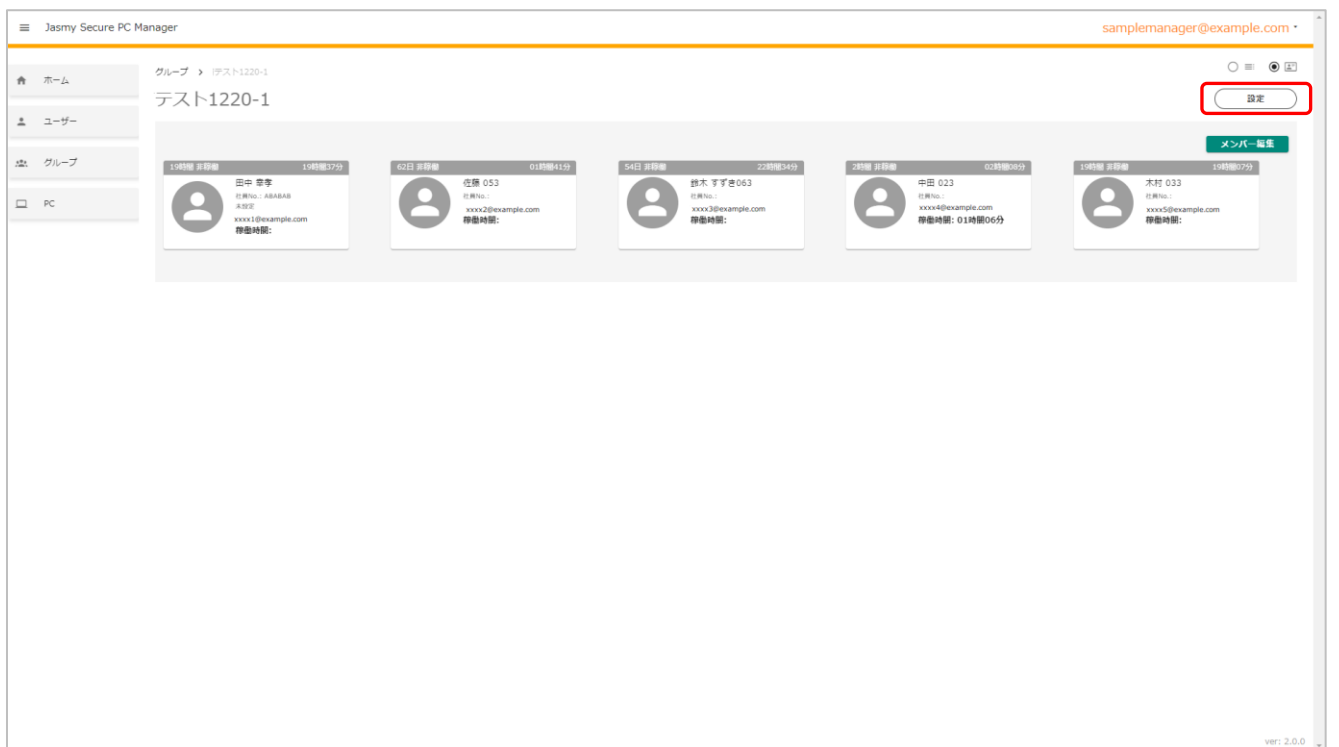 Jasmy Secure PC Manager
samplemanager@example.com
ホーム
ユーザー
グループ
PC
グループ > テスト1220-1
テスト1220-1
設定
メンバー編集
19時間 非稼働 19時間37分
田中 幸孝
社員No.: ABABAB
未設定
xxxx1@example.com
稼働時間:
62日 非稼働 01時間41分
佐藤 053
社員No.:
xxxx2@example.com
稼働時間:
54日 非稼働 22時間34分
鈴木 すずき063
社員No.:
xxxx3@example.com
稼働時間:
2時間 非稼働 02時間08分
中田 023
社員No.:
xxxx4@example.com
稼働時間: 01時間06分
19時間 非稼働 19時間07分
木村 033
社員No.:
xxxx5@example.com
稼働時間:
ver: 2.0.0